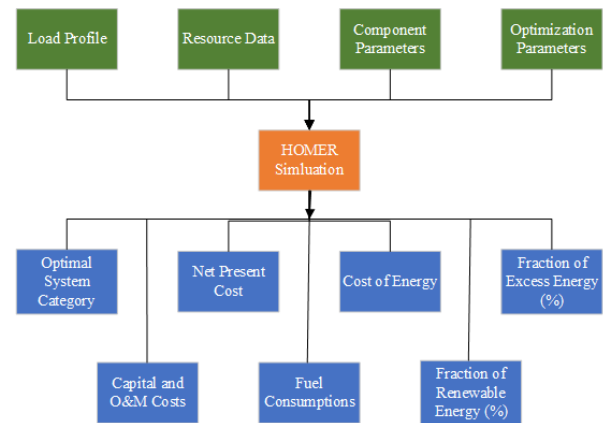 Load Profile
Resource Data
Component
Parameters
Optimization
Parameters
HOMER
Simluation
Optimal
System
Category
Net Present
Cost
Cost of Energy
Fraction of
Excess Energy
(%)
Capital and
O&M Costs
Fuel
Consumptions
Fraction of
Renewable
Energy (%)